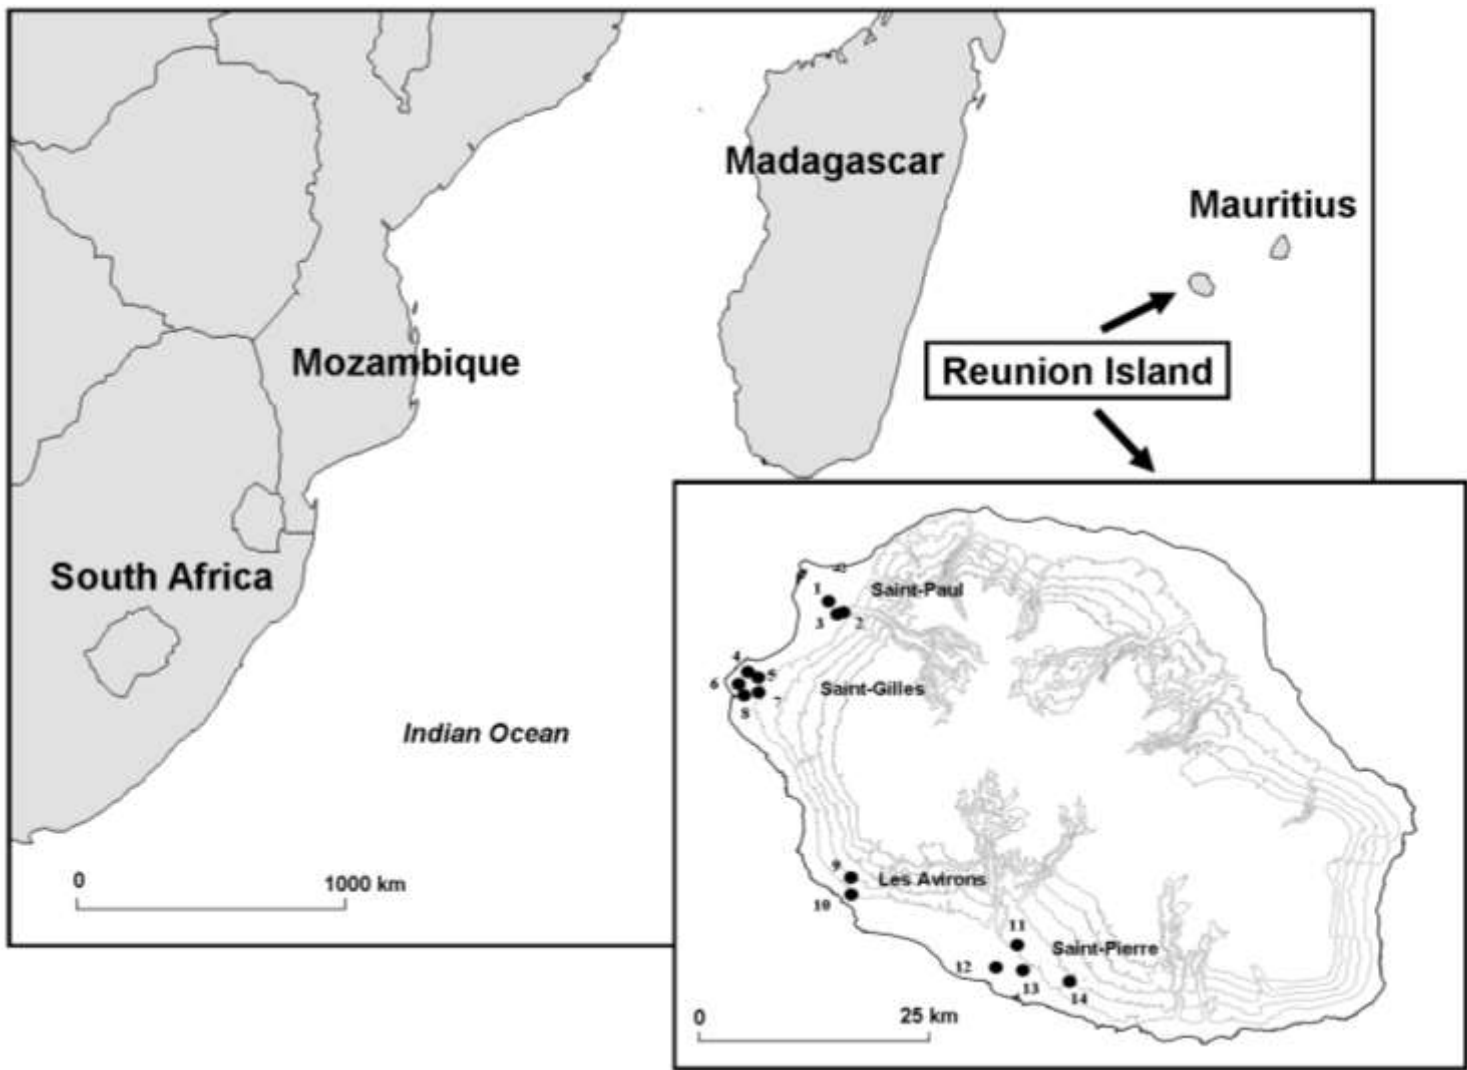 Madagascar
Mauritius
Mozambique
Reunion Island
South Africa
Indian Ocean
0
1000 km
1
Saint-Paul
3
2
4
5
6
Saint-Gilles
7
8
9
Les Avirons
10
11
Saint-Pierre
12
13
14
0
25 km